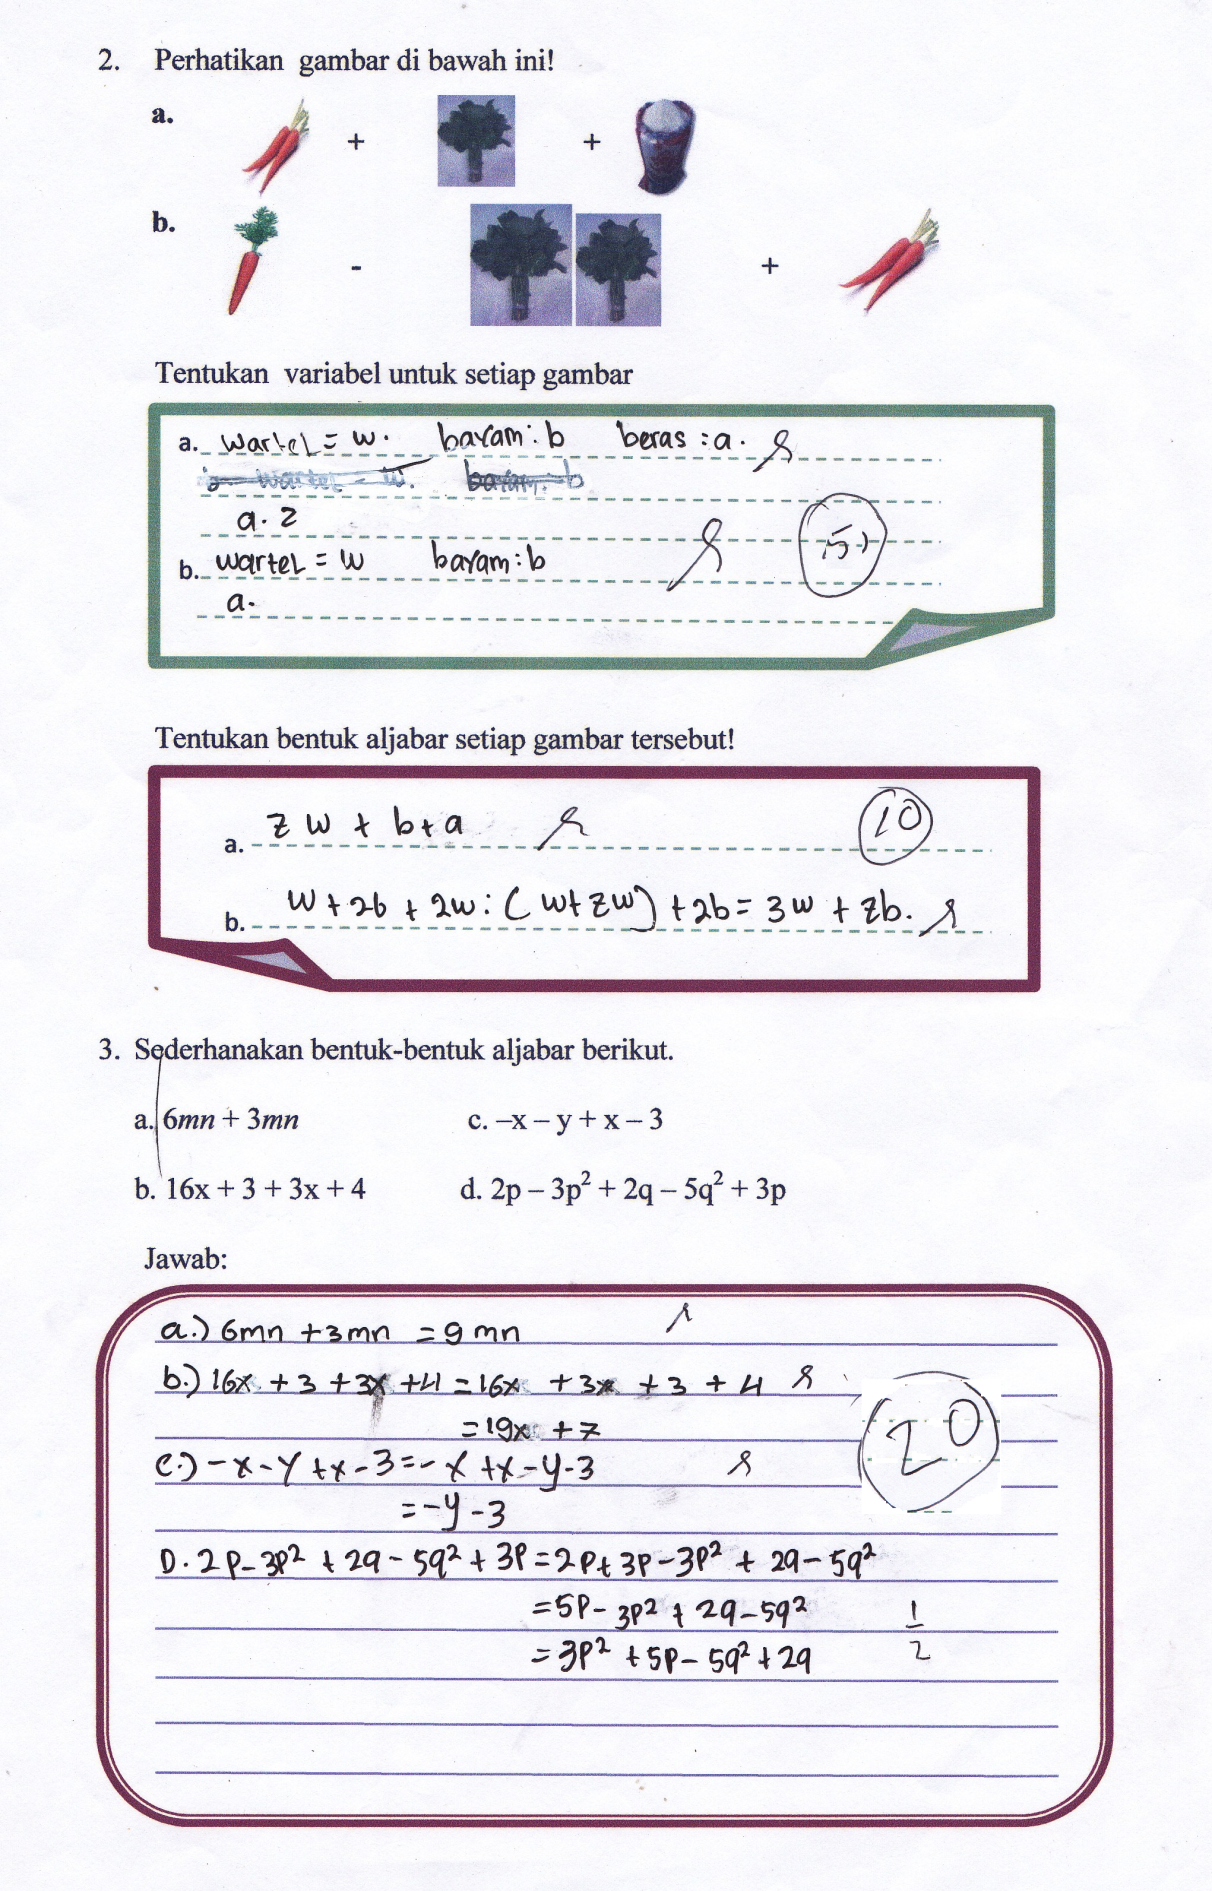 2. Perhatikan gambar di bawah ini!
a.
+ +
b.
- +
Tentukan variabel untuk setiap gambar
a. wartel = w. bayam : b beras : a.
a. 2
b. wartel = w bayam : b
a.
15
Tentukan bentuk aljabar setiap gambar tersebut!
a. 2 w + b + a
10
b. w + 2b + 2w : (w + 2w) + 2b = 3w + 2b.
3. Sederhanakan bentuk-bentuk aljabar berikut.
a. 6mn + 3mn c. –x – y + x – 3
b. 16x + 3 + 3x + 4 d. 2p – 3p² + 2q – 5q² + 3p
Jawab:
a.) 6mn + 3mn = 9 mn
b.) 16x + 3 + 3x + 4 = 16x + 3x + 3 + 4
= 19x + 7
20
c.) -x - y + x - 3 = - x + x - y - 3
= -y - 3
D. 2p - 3p² + 2q - 5q² + 3p = 2p + 3p - 3p² + 2q - 5q²
= 5p - 3p² + 2q - 5q² 1/2
= 3p² + 5p - 5q² + 2q